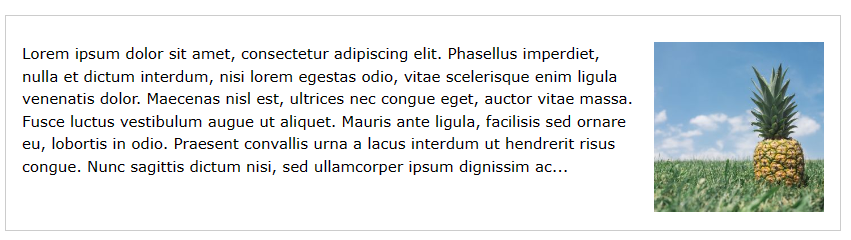 Lorem ipsum dolor sit amet, consectetur adipiscing elit. Phasellus imperdiet,
nulla et dictum interdum, nisi lorem egestas odio, vitae scelerisque enim ligula
venenatis dolor. Maecenas nisl est, ultrices nec congue eget, auctor vitae massa.
Fusce luctus vestibulum augue ut aliquet. Mauris ante ligula, facilisis sed ornare
eu, lobortis in odio. Praesent convallis urna a lacus interdum ut hendrerit risus
congue. Nunc sagittis dictum nisi, sed ullamcorper ipsum dignissim ac...